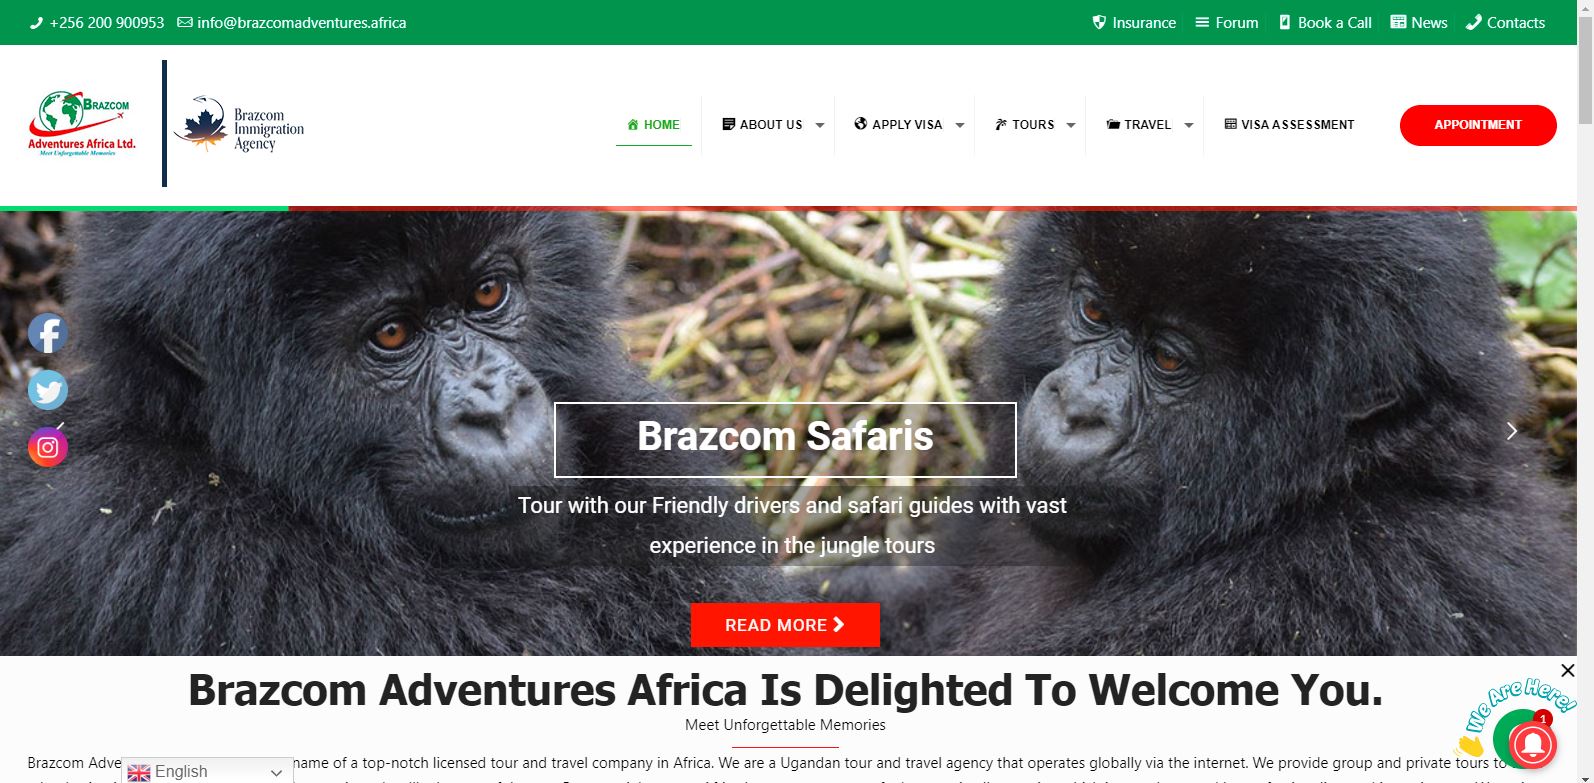 +256 200 900953 info@brazcomadventures.africa Insurance Forum Book a Call News Contacts
BRAZCOM
Adventures Africa Ltd.
Meet Unforgettable Memories
Brazcom
Immigration
Agency
HOME ABOUT US APPLY VISA TOURS TRAVEL VISA ASSESSMENT APPOINTMENT
Brazcom Safaris
Tour with our Friendly drivers and safari guides with vast
experience in the jungle tours
READ MORE
Brazcom Adventures Africa Is Delighted To Welcome You.
We Are Here!
1
Meet Unforgettable Memories
Brazcom Adve name of a top-notch licensed tour and travel company in Africa. We are a Ugandan tour and travel agency that operates globally via the internet. We provide group and private tours to
English